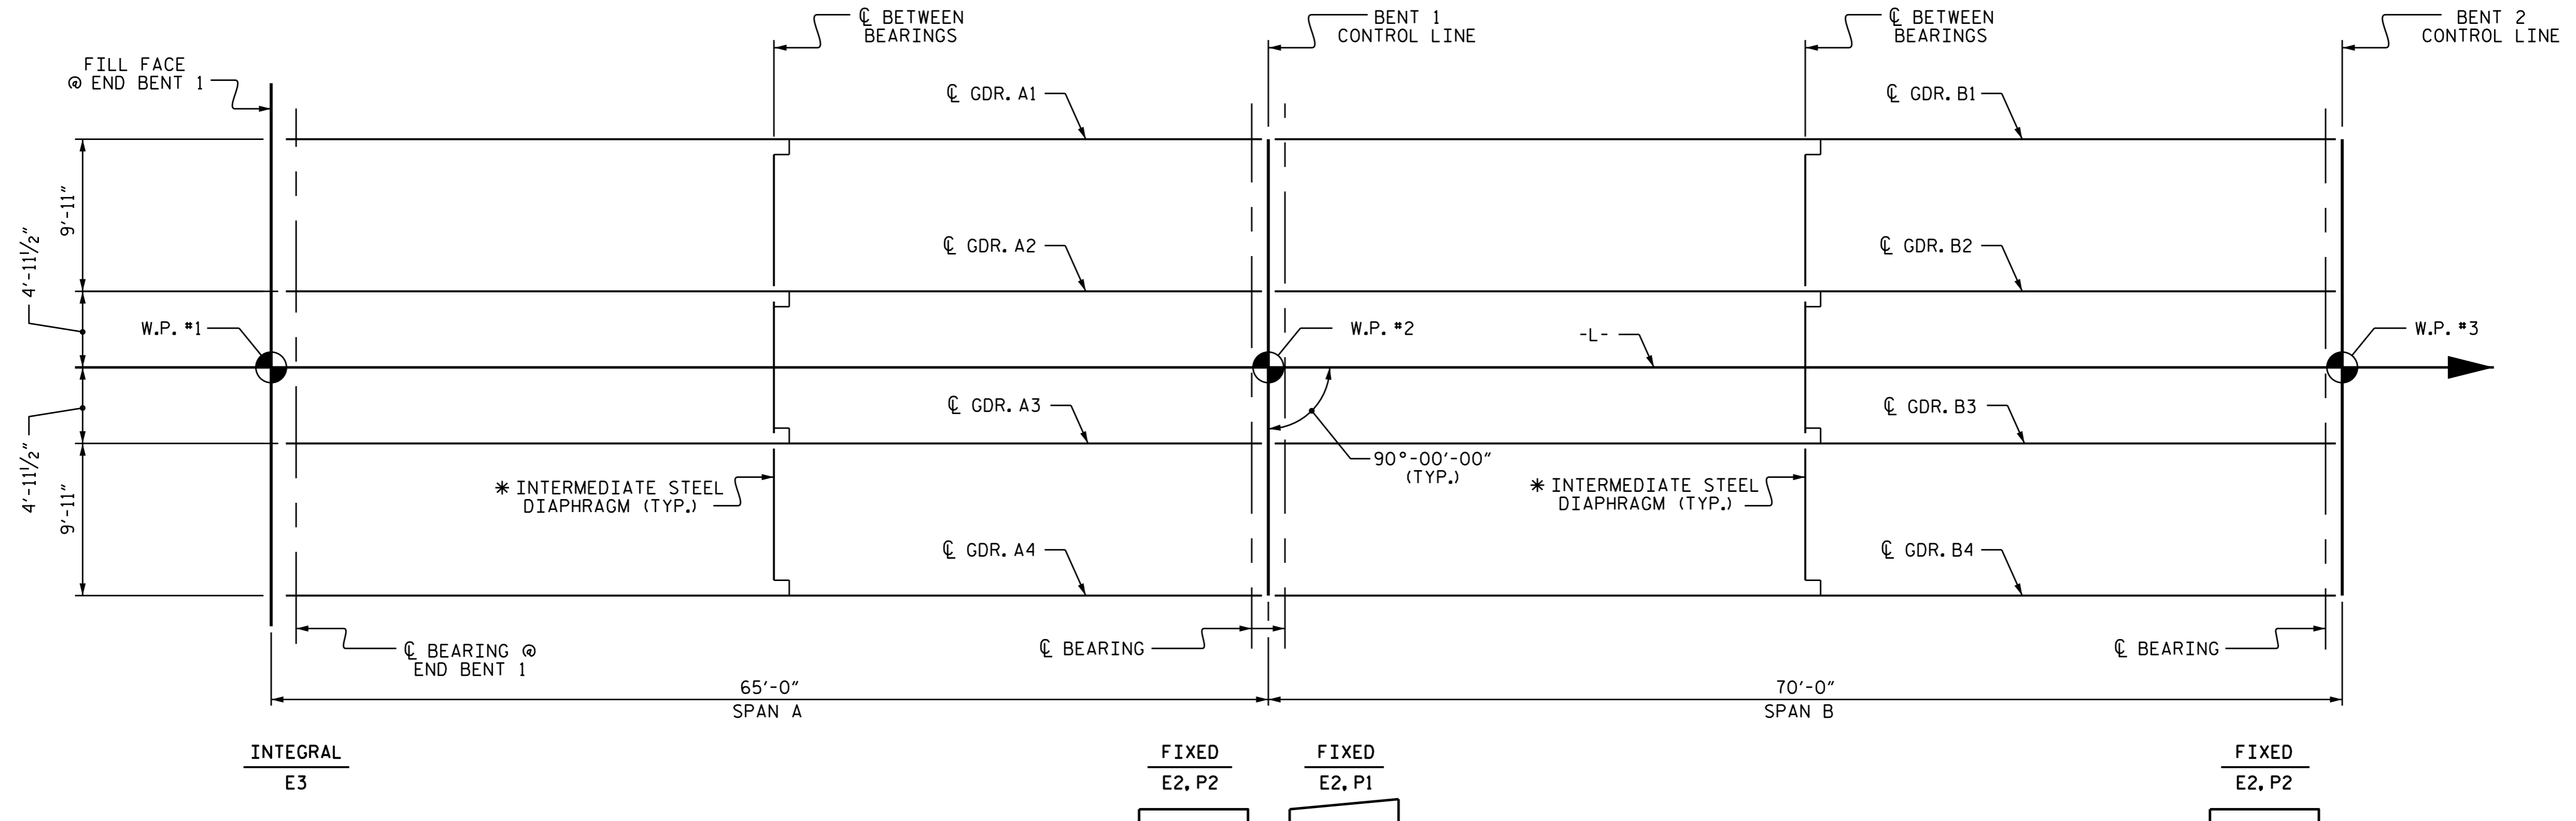 ℄ BETWEEN
BEARINGS
BENT 1
CONTROL LINE
℄ BETWEEN
BEARINGS
BENT 2
CONTROL LINE
FILL FACE
@ END BENT 1
℄ GDR. A1
℄ GDR. B1
9'-11"
4'-11 1/2"
℄ GDR. A2
℄ GDR. B2
W.P. #1
W.P. #2
-L-
W.P. #3
℄ GDR. A3
℄ GDR. B3
4'-11 1/2"
9'-11"
90°-00'-00"
(TYP.)
* INTERMEDIATE STEEL
DIAPHRAGM (TYP.)
* INTERMEDIATE STEEL
DIAPHRAGM (TYP.)
℄ GDR. A4
℄ GDR. B4
℄ BEARING @
END BENT 1
℄ BEARING
℄ BEARING
65'-0"
SPAN A
70'-0"
SPAN B
INTEGRAL
E3
FIXED
E2, P2
FIXED
E2, P1
FIXED
E2, P2